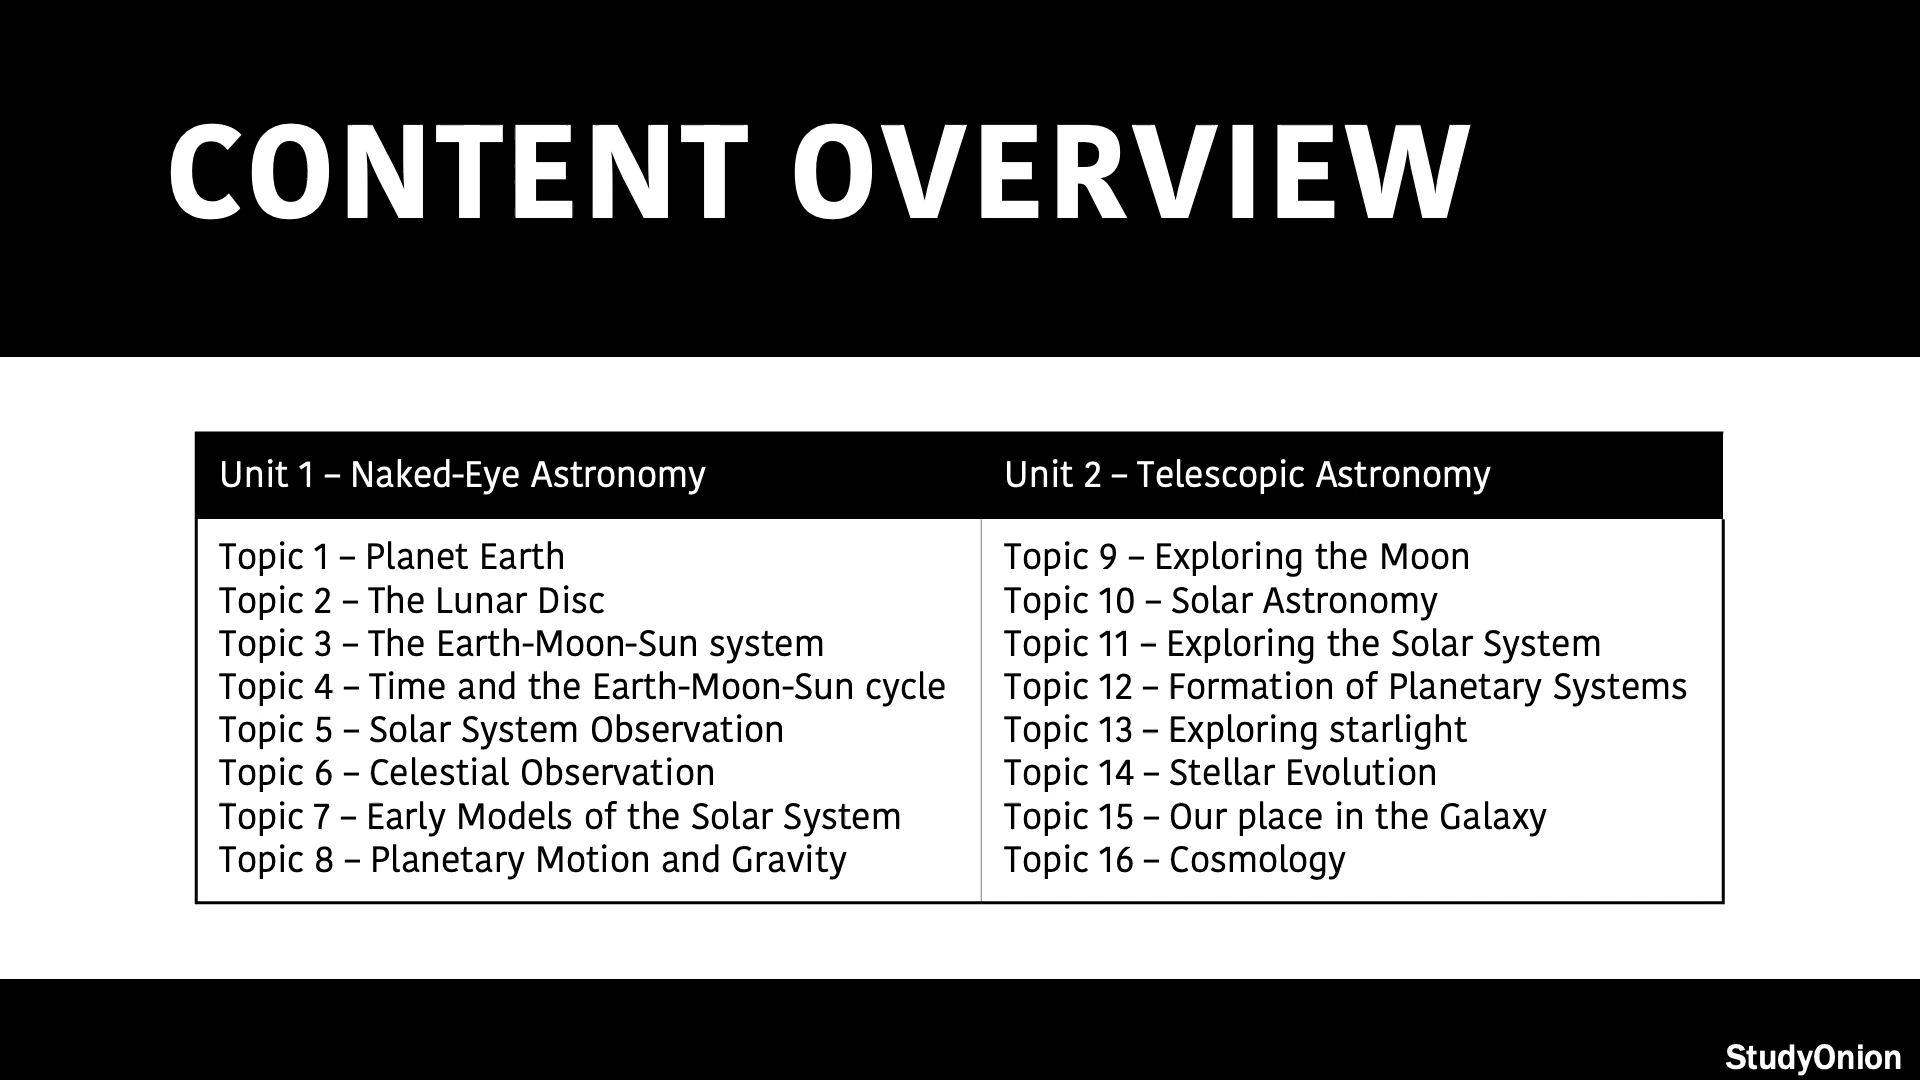 CONTENT OVERVIEW
Unit 1 – Naked-Eye Astronomy
Topic 1 – Planet Earth
Topic 2 – The Lunar Disc
Topic 3 – The Earth-Moon-Sun system
Topic 4 – Time and the Earth-Moon-Sun cycle
Topic 5 – Solar System Observation
Topic 6 – Celestial Observation
Topic 7 – Early Models of the Solar System
Topic 8 – Planetary Motion and Gravity
Unit 2 – Telescopic Astronomy
Topic 9 – Exploring the Moon
Topic 10 – Solar Astronomy
Topic 11 – Exploring the Solar System
Topic 12 – Formation of Planetary Systems
Topic 13 – Exploring starlight
Topic 14 – Stellar Evolution
Topic 15 – Our place in the Galaxy
Topic 16 – Cosmology
StudyOnion